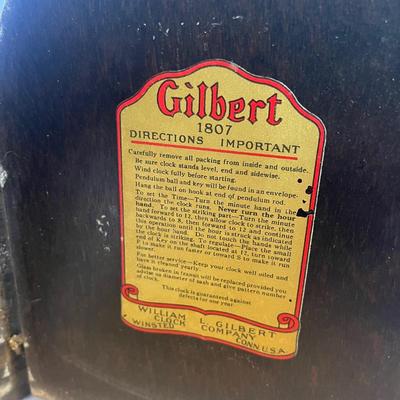 Gilbert
1807
DIRECTIONS IMPORTANT
Carefully remove all packing from inside and outside.
Be sure clock stands level, end and sidewise.
Wind clock fully before starting.
Pendulum ball and key will be found in an envelope.
Hang the ball on hook at end of pendulum rod.
To set the Time—Turn the minute hand in the
direction the clock runs. Never turn the hour
hand. To set the striking part—Turn the minute
hand forward to 12, then allow clock to strike, then
backwards to 8, then forward to 12, and continue
this operation until the hour is struck as indicated
by the hour hand. Do not touch the hands while
the clock is striking. To regulate—Place the small
end of Key on the shaft located at 12, turn toward
F to make it run faster or toward S to make it run
slower.
For better service—Keep your clock well oiled and
have it cleaned yearly.
Glass broken in transit will be replaced provided you
advise us diameter of sash and give pattern number
of clock.
This clock is guaranteed against
defects for one year
WILLIAM L. GILBERT
CLOCK COMPANY
WINSTED CONN. U.S.A.